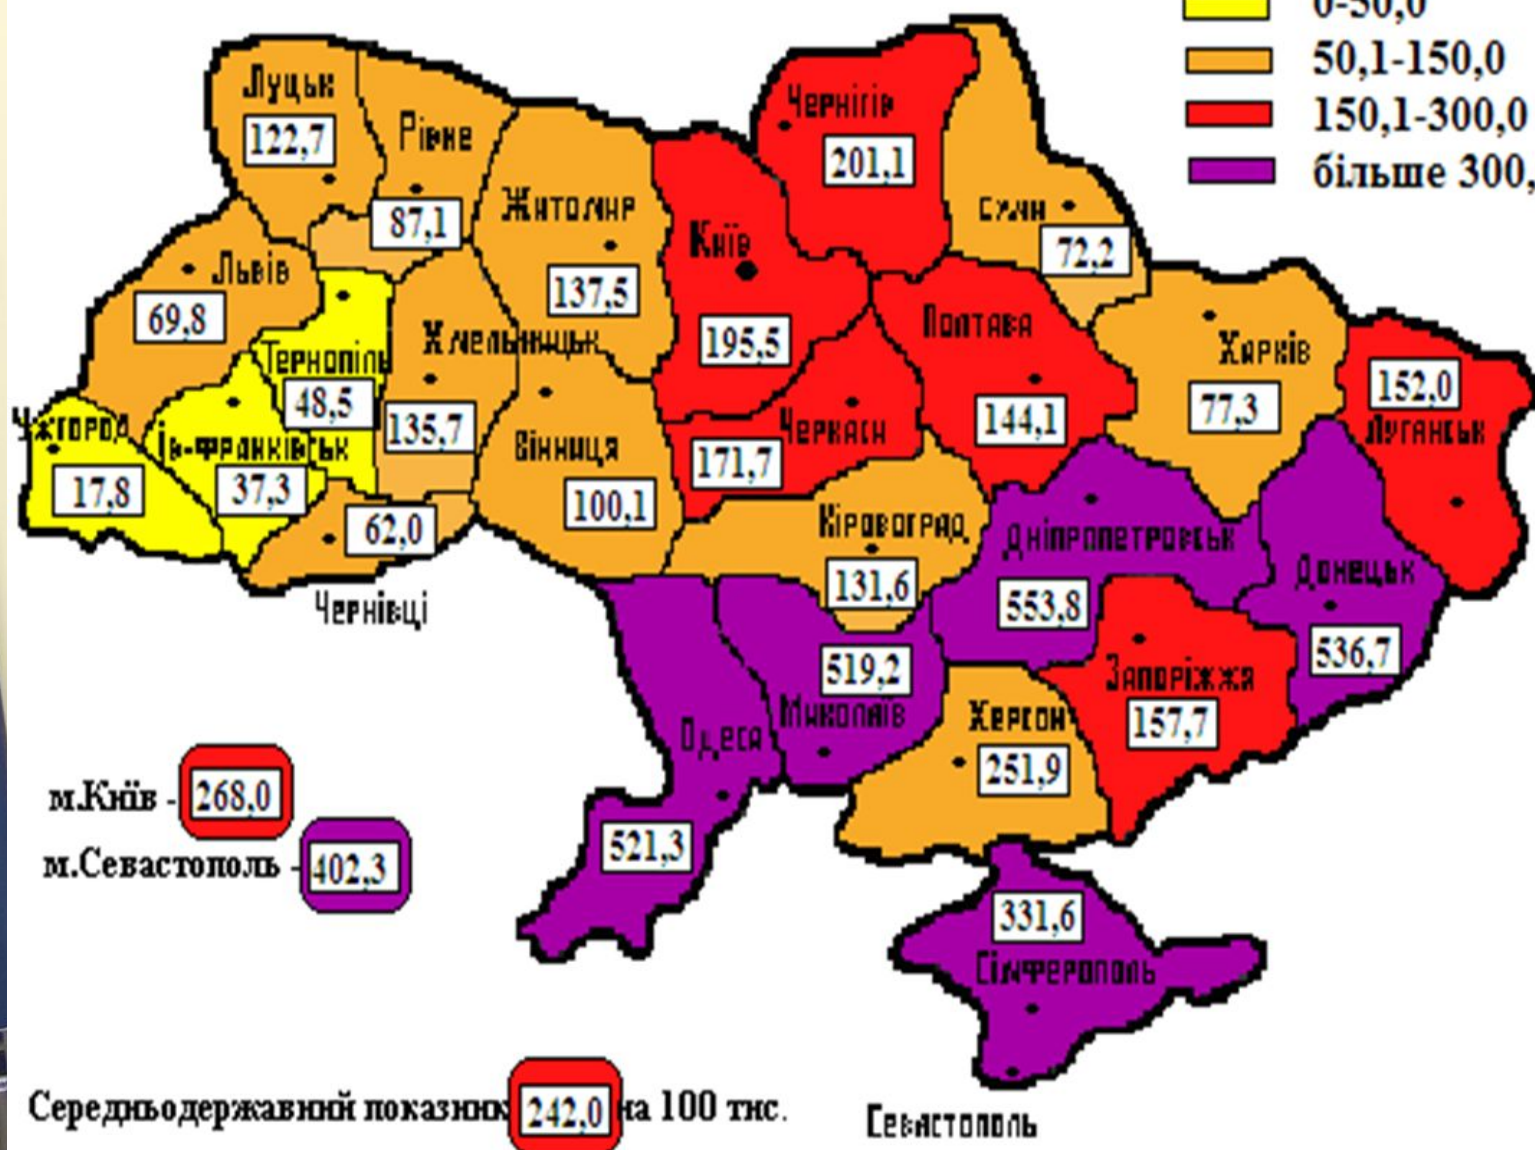 0-50,0
50,1-150,0
150,1-300,0
більше 300,
Луцьк
122,7
Рівне
87,1
Житомир
137,5
Чернігів
201,1
Київ
195,5
Суми
72,2
Львів
69,8
Тернопіль
48,5
Хмельницьк
135,7
Полтава
144,1
Харків
77,3
152,0
Луганськ
Ужгород
17,8
Ів-франківськ
37,3
62,0
Чернівці
Вінниця
100,1
Черкаси
171,7
Кіровоград
131,6
Дніпропетровськ
553,8
Донецьк
536,7
519,2
Миколаїв
Одеса
521,3
Херсон
251,9
Запоріжжя
157,7
м.Київ - 268,0
м.Севастополь - 402,3
331,6
Сімферополь
Середньодержавний показник 242,0 на 100 тис.
Севастополь